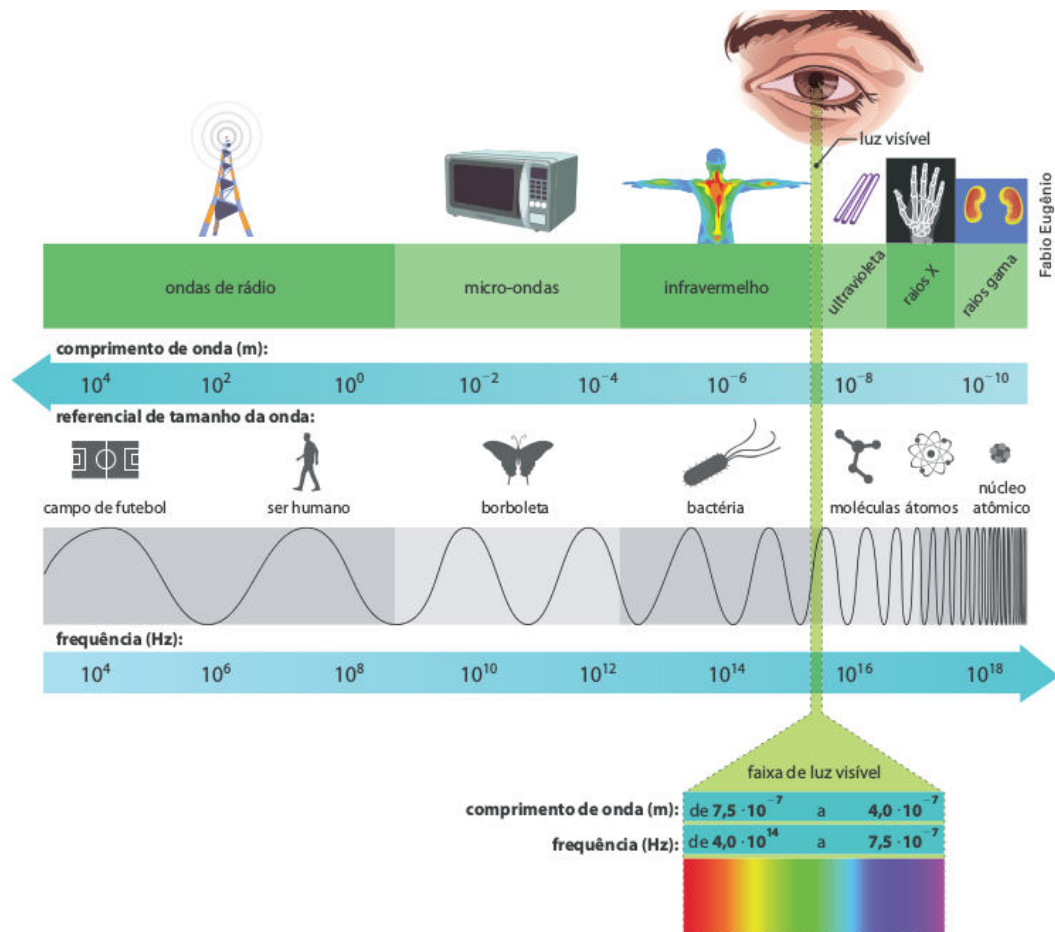 luz visível
Fabio Eugênio
ondas de rádio
micro-ondas
infravermelho
ultravioleta
raios X
raios gama
comprimento de onda (m):
10⁴ 10² 10⁰ 10⁻² 10⁻⁴ 10⁻⁶ 10⁻⁸ 10⁻¹⁰
referencial de tamanho da onda:
campo de futebol
ser humano
borboleta
bactéria
moléculas
átomos
núcleo
atômico
frequência (Hz):
10⁴ 10⁶ 10⁸ 10¹⁰ 10¹² 10¹⁴ 10¹⁶ 10¹⁸
faixa de luz visível
comprimento de onda (m): de 7,5 · 10⁻⁷ a 4,0 · 10⁻⁷
frequência (Hz): de 4,0 · 10¹⁴ a 7,5 · 10⁻⁷